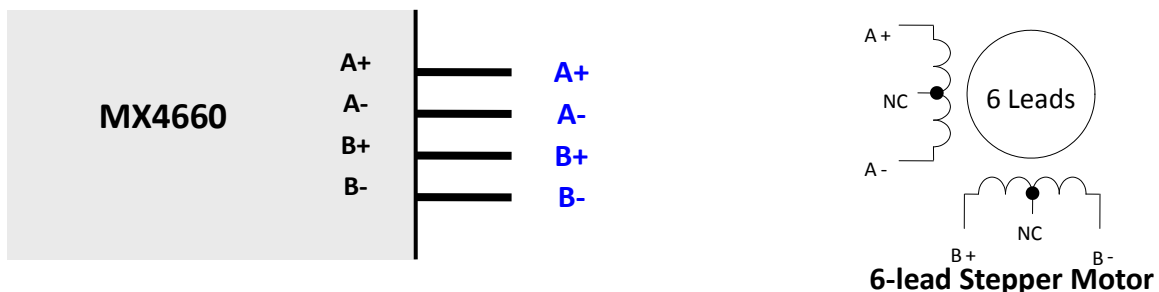 MX4660
A+
A-
B+
B-
A+
A-
B+
B-
A +
NC
A -
6 Leads
NC
B +
B -
6-lead Stepper Motor